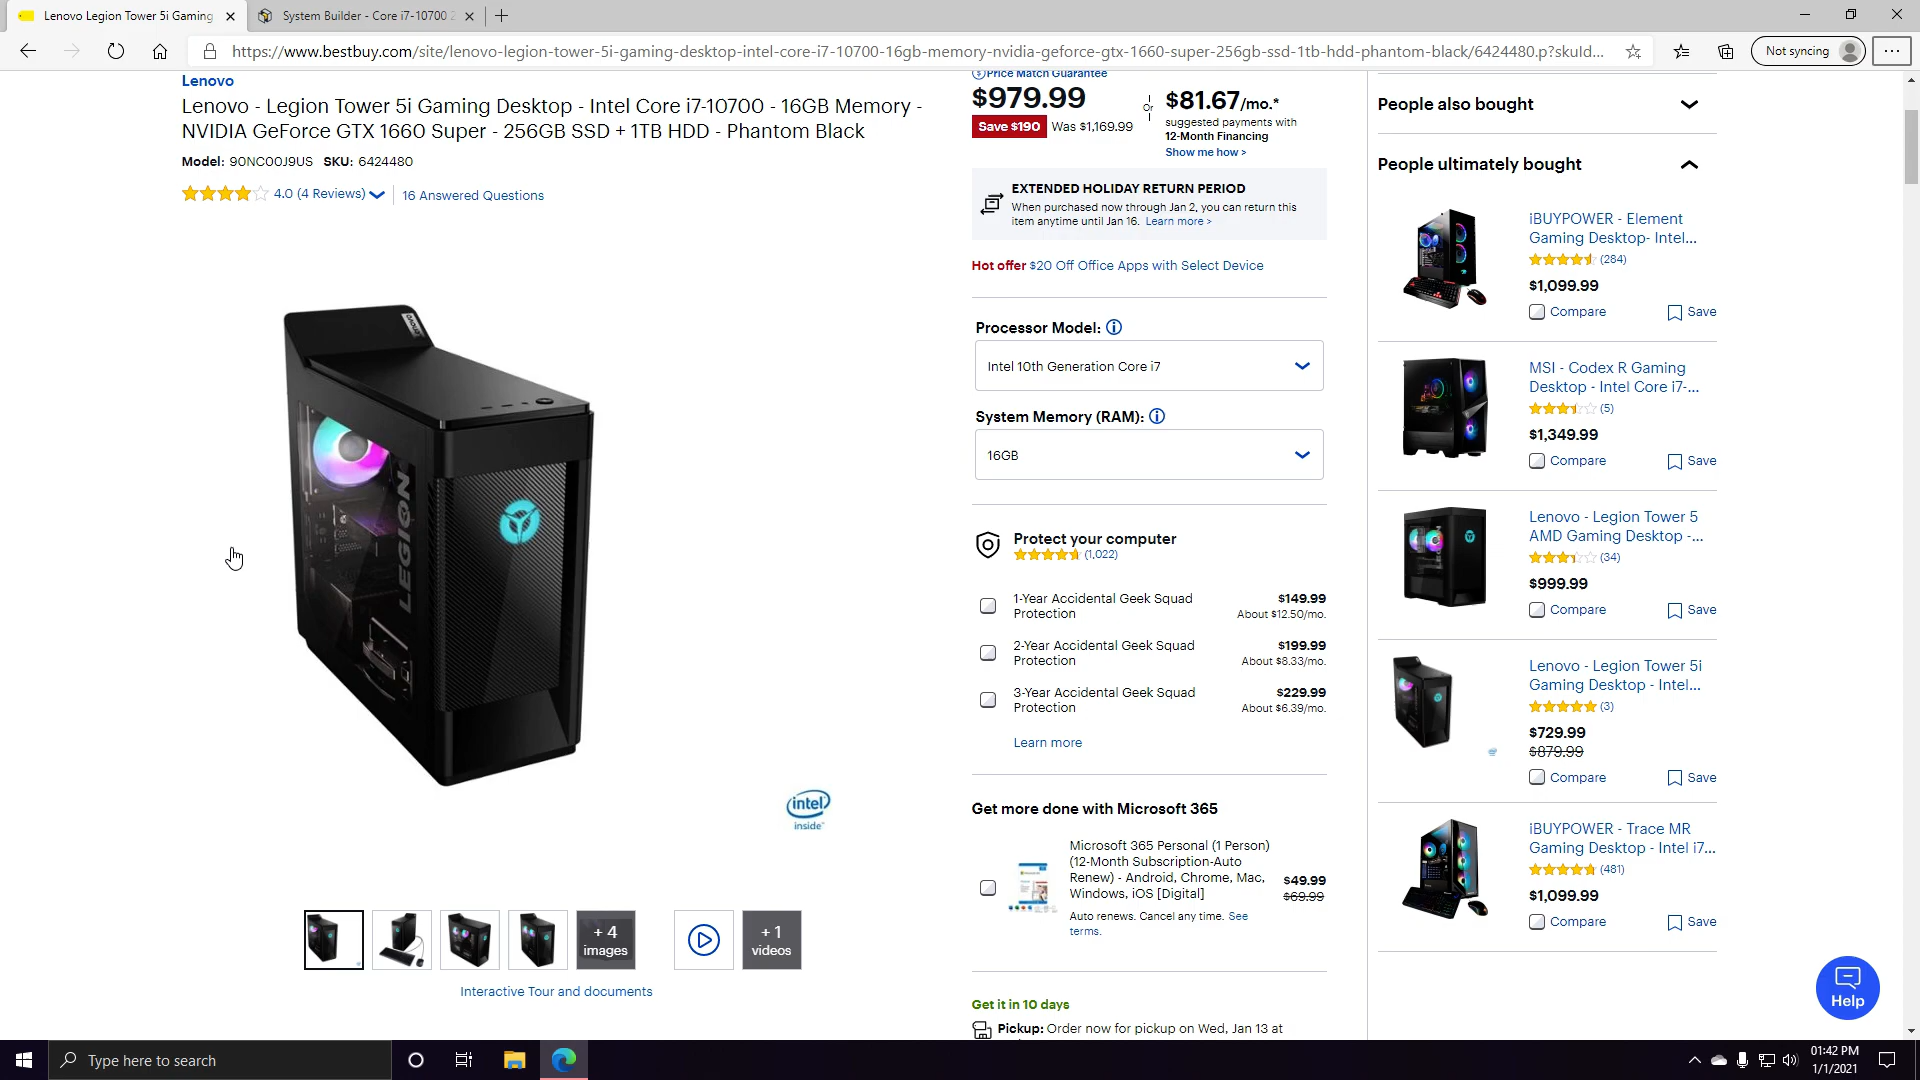 Lenovo Legion Tower 5i Gaming
System Builder - Core i7-10700 2
https://www.bestbuy.com/site/lenovo-legion-tower-5i-gaming-desktop-intel-core-i7-10700-16gb-memory-nvidia-geforce-gtx-1660-super-256gb-ssd-1tb-hdd-phantom-black/6424480.p?skuId...
Not syncing
Lenovo
Lenovo - Legion Tower 5i Gaming Desktop - Intel Core i7-10700 - 16GB Memory -
NVIDIA GeForce GTX 1660 Super - 256GB SSD + 1TB HDD - Phantom Black
Model: 90NC00J9US SKU: 6424480
4.0 (4 Reviews)
16 Answered Questions
lenovo
LEGION
intel
inside™
+ 4
images
+ 1
videos
Interactive Tour and documents
Price Match Guarantee
$979.99
Save $190 Was $1,169.99
Or
$81.67/mo.*
suggested payments with
12-Month Financing
Show me how >
EXTENDED HOLIDAY RETURN PERIOD
When purchased now through Jan 2, you can return this
item anytime until Jan 16. Learn more >
Hot offer $20 Off Office Apps with Select Device
Processor Model:
Intel 10th Generation Core i7
System Memory (RAM):
16GB
Protect your computer
(1,022)
1-Year Accidental Geek Squad
Protection
$149.99
About $12.50/mo.
2-Year Accidental Geek Squad
Protection
$199.99
About $8.33/mo.
3-Year Accidental Geek Squad
Protection
$229.99
About $6.39/mo.
Learn more
Get more done with Microsoft 365
Microsoft 365 Personal (1 Person)
(12-Month Subscription-Auto
Renew) - Android, Chrome, Mac,
Windows, iOS [Digital]
$49.99
$69.99
Auto renews. Cancel any time. See
terms.
Get it in 10 days
Pickup: Order now for pickup on Wed, Jan 13 at
People also bought
People ultimately bought
iBUYPOWER - Element
Gaming Desktop- Intel...
(284)
$1,099.99
Compare
Save
MSI - Codex R Gaming
Desktop - Intel Core i7-...
(5)
$1,349.99
Compare
Save
Lenovo - Legion Tower 5
AMD Gaming Desktop -...
(34)
$999.99
Compare
Save
Lenovo - Legion Tower 5i
Gaming Desktop - Intel...
(3)
$729.99
$879.99
Compare
Save
iBUYPOWER - Trace MR
Gaming Desktop - Intel i7...
(481)
$1,099.99
Compare
Save
Help
Type here to search
01:42 PM
1/1/2021